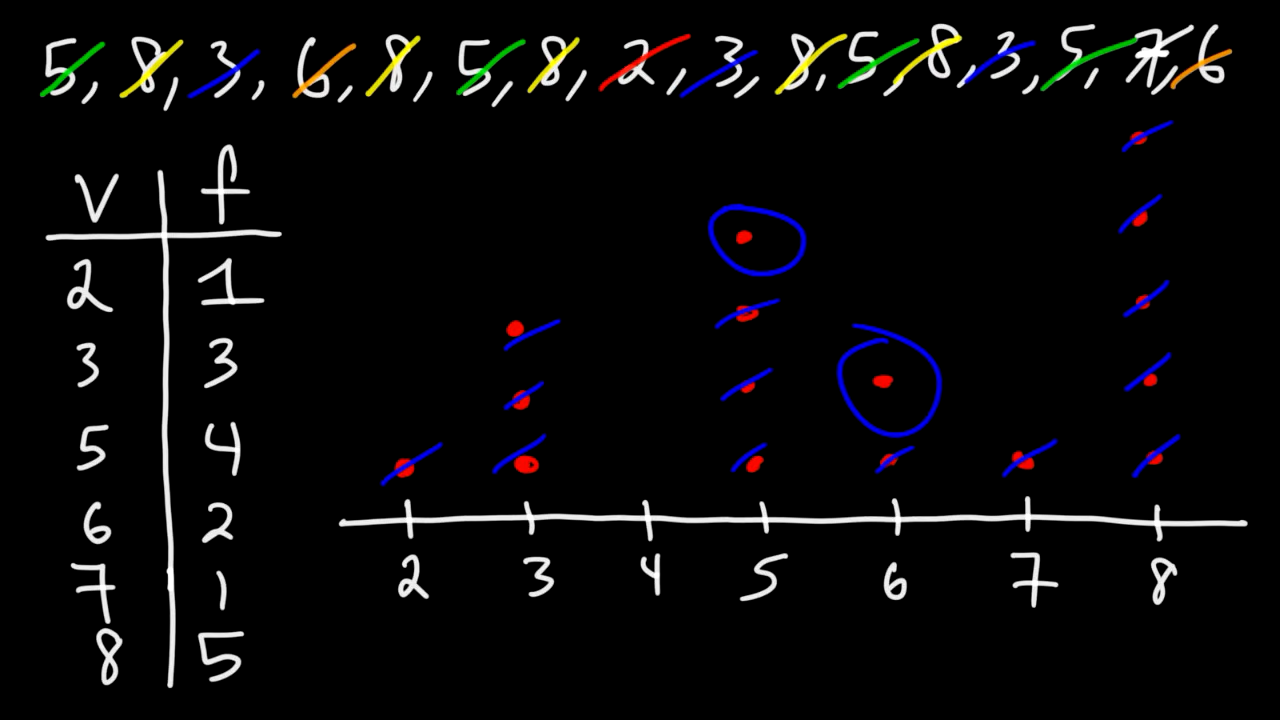 5, 8, 3, 6, 8, 5, 8, 2, 3, 8, 5, 8, 3, 5, 7, 6
V f
2 1
3 3
5 4
6 2
7 1
8 5
2 3 4 5 6 7 8